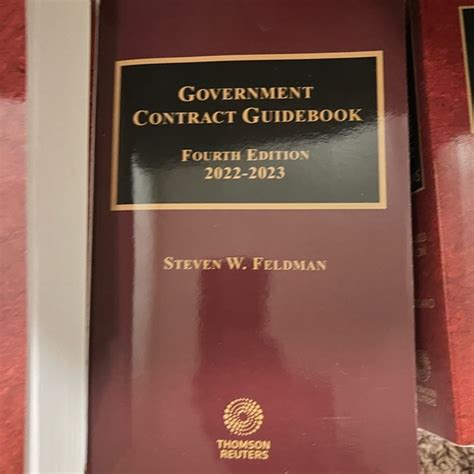 GOVERNMENT
CONTRACT GUIDEBOOK
FOURTH EDITION
2022-2023
STEVEN W. FELDMAN
THOMSON
REUTERS